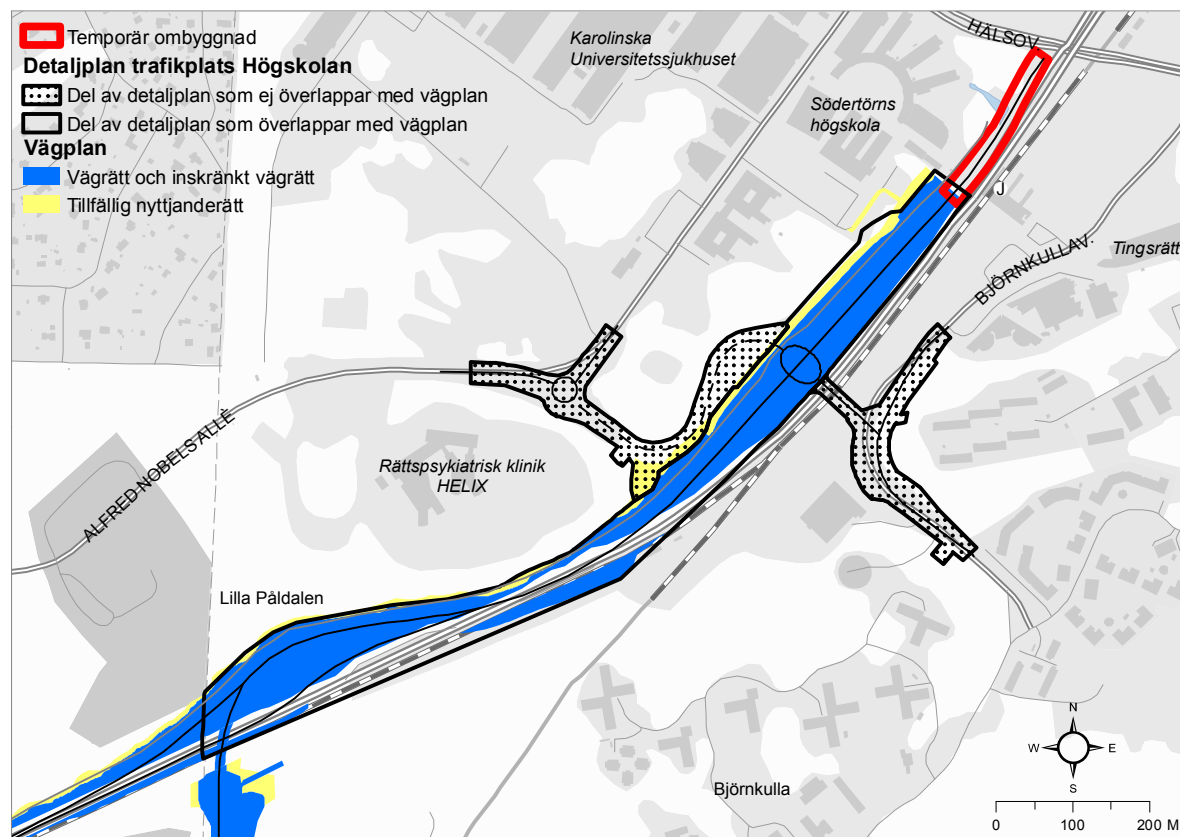 Temporär ombyggnad
Detaljplan trafikplats Högskolan
Del av detaljplan som ej överlappar med vägplan
Del av detaljplan som överlappar med vägplan
Vägplan
Vägrätt och inskränkt vägrätt
Tillfällig nyttjanderätt
Karolinska
Universitetssjukhuset
HÄLSOV.
Södertörns
högskola
J
BJÖRNKULLAV.
Tingsrätt
ALFRED NOBELS ALLÈ
Rättspsykiatrisk klinik
HELIX
Lilla Påldalen
Björnkulla
N
W
E
S
0
100
200 M